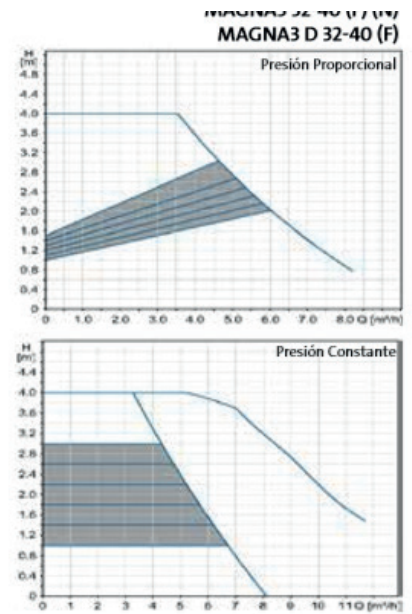 MAGNA3 32-40 (F) (N)
MAGNA3 D 32-40 (F)
H
[m]
Presión Proporcional
4.8
4.0
3.6
3.2
2.8
2.4
2.0
1.6
1.2
0.8
0.4
0
0 1.0 2.0 3.0 4.0 5.0 6.0 8.0 Q [m³/h]
H
[m]
Presión Constante
4.4
4.0
3.6
3.2
2.8
2.4
2.0
1.6
1.2
0.8
0.4
0
0 1 2 3 4 5 6 7 8 9 10 11 Q [m³/h]